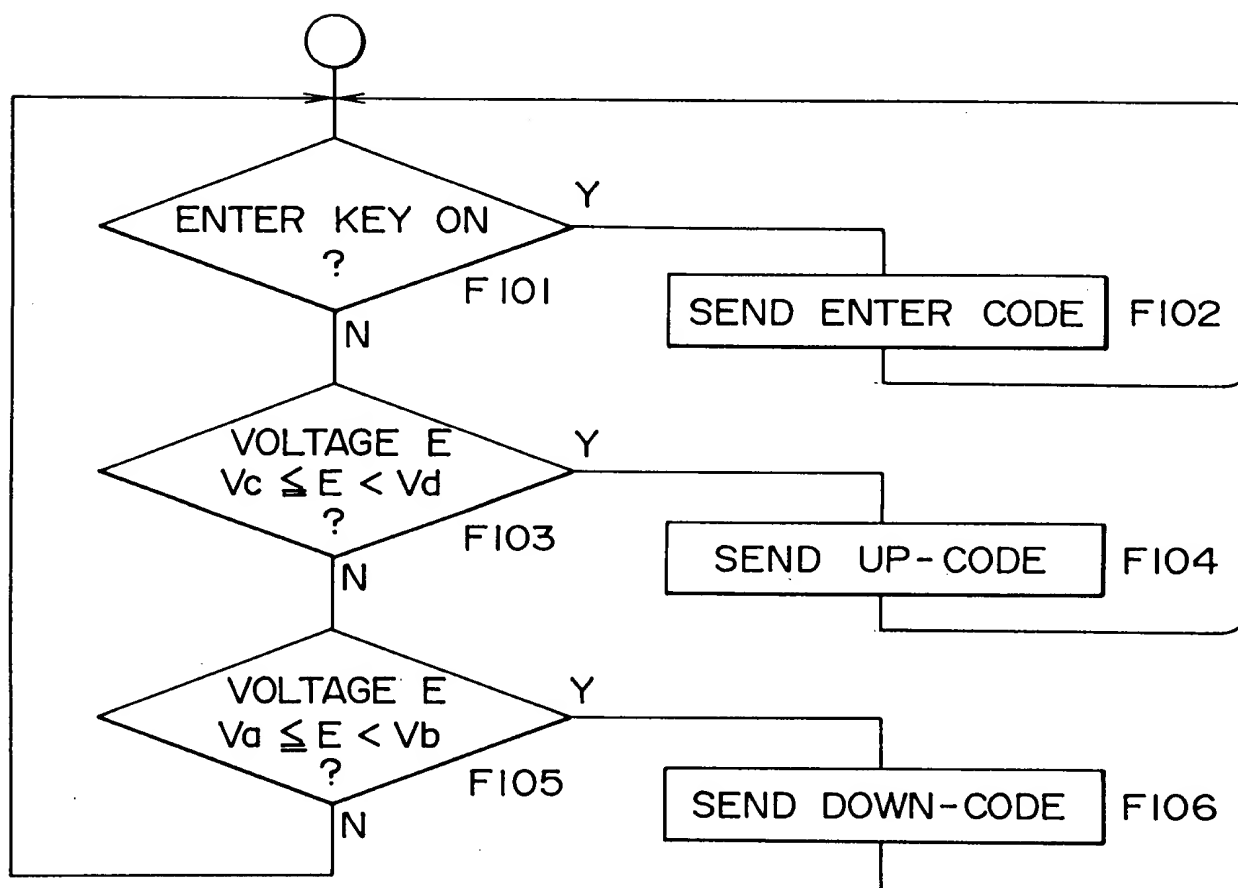 ENTER KEY ON
?
Y
F101
N
SEND ENTER CODE
F102
VOLTAGE E
Vc ≦ E < Vd
?
Y
F103
N
SEND UP-CODE
F104
VOLTAGE E
Va ≦ E < Vb
?
Y
F105
N
SEND DOWN-CODE
F106